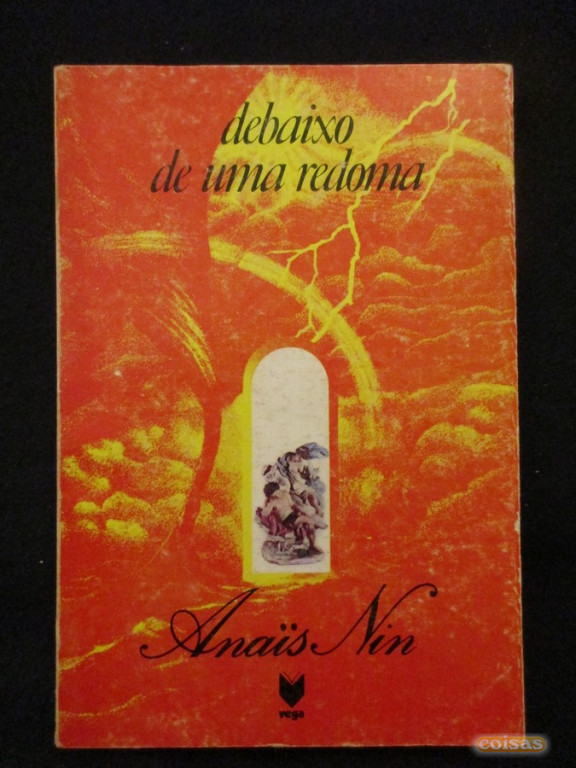 debaixo
de uma redoma
Anaïs Nin
vega
coisas